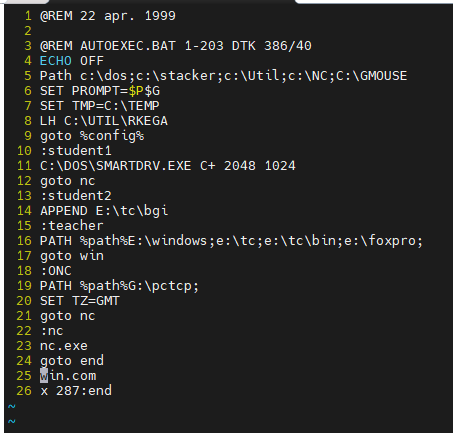 1 @REM 22 apr. 1999
2
3 @REM AUTOEXEC.BAT 1-203 DTK 386/40
4 ECHO OFF
5 Path c:\dos;c:\stacker;c:\Util;c:\NC;C:\GMOUSE
6 SET PROMPT=$P$G
7 SET TMP=C:\TEMP
8 LH C:\UTIL\RKEGA
9 goto %config%
10 :student1
11 C:\DOS\SMARTDRV.EXE C+ 2048 1024
12 goto nc
13 :student2
14 APPEND E:\tc\bgi
15 :teacher
16 PATH %path%E:\windows;e:\tc;e:\tc\bin;e:\foxpro;
17 goto win
18 :ONC
19 PATH %path%G:\pctcp;
20 SET TZ=GMT
21 goto nc
22 :nc
23 nc.exe
24 goto end
25 win.com
26 x 287:end
~
~